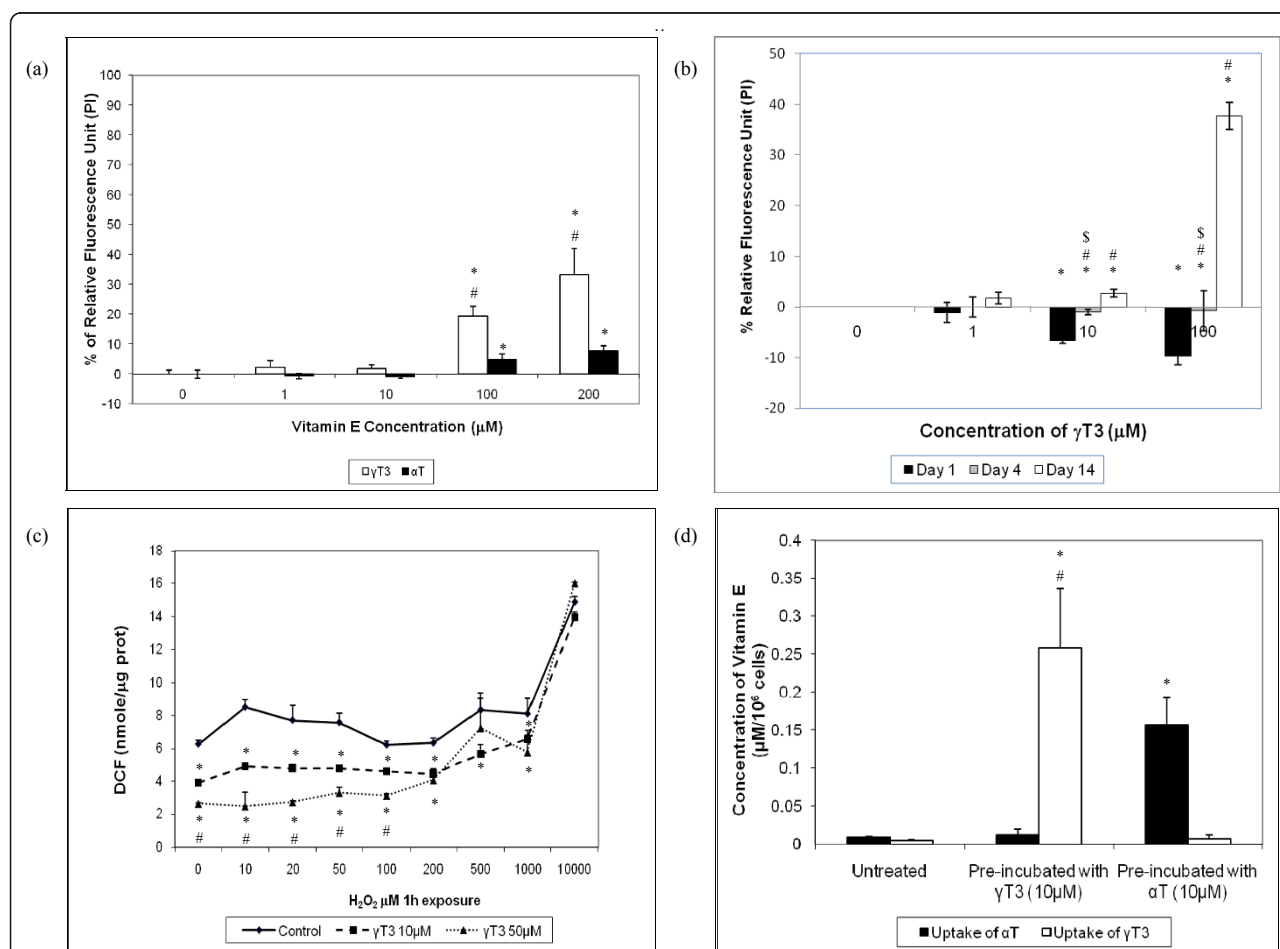 (a)
% of Relative Fluorescence Unit (PI)
100
90
80
70
60
50
40
30
20
10
0
-10
*
#
*
*
#
*
0 1 10 100 200
Vitamin E Concentration (µM)
γT3 αT
(b)
% Relative Fluorescence Unit (PI)
50
40
30
20
10
0
-10
-20
*
$
#
*
#
*
*
$
#
*
#
*
0 1 10 100
Concentration of γT3 (µM)
Day 1 Day 4 Day 14
(c)
DCF (nmole/µg prot)
18
16
14
12
10
8
6
4
2
0
* * * * * * * *
* * * * * * *
# # # # #
0 10 20 50 100 200 500 1000 10000
H₂O₂ µM 1h exposure
Control γT3 10µM γT3 50µM
(d)
Concentration of Vitamin E
(µM/10⁶ cells)
0.4
0.35
0.3
0.25
0.2
0.15
0.1
0.05
0
*
#
*
Untreated Pre-incubated with Pre-incubated with
γT3 (10µM) αT (10µM)
Uptake of αT Uptake of γT3